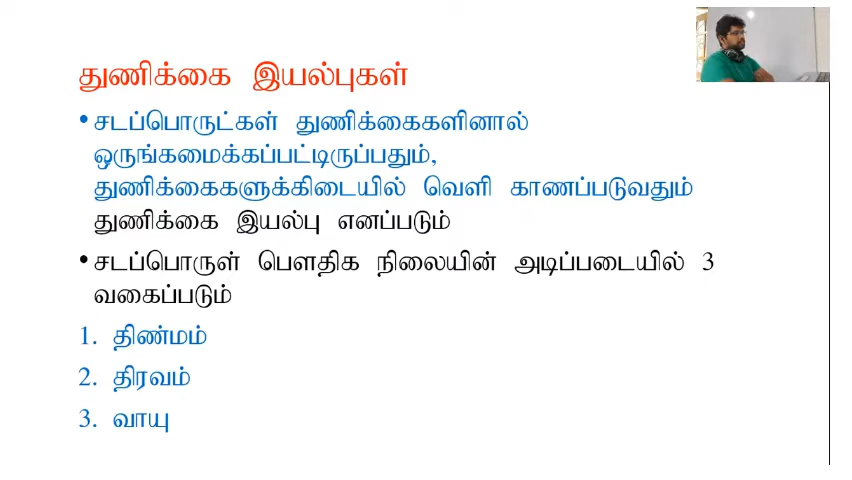 துணிக்கை இயல்புகள்
•சடப்பொருட்கள் துணிக்கைகளினால்
ஒருங்கமைக்கப்பட்டிருப்பதும்,
துணிக்கைகளுக்கிடையில் வெளி காணப்படுவதும்
துணிக்கை இயல்பு எனப்படும்
•சடப்பொருள் பௌதிக நிலையின் அடிப்படையில் 3
வகைப்படும்
1. திண்மம்
2. திரவம்
3. வாயு